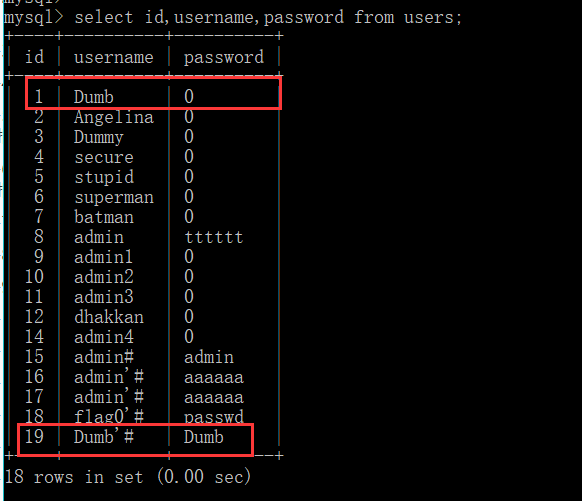 mysql>
mysql> select id,username,password from users;
+----+----------+----------+
| id | username | password |
+----+----------+----------+
| 1 | Dumb | 0 |
| 2 | Angelina | 0 |
| 3 | Dummy | 0 |
| 4 | secure | 0 |
| 5 | stupid | 0 |
| 6 | superman | 0 |
| 7 | batman | 0 |
| 8 | admin | tttttt |
| 9 | admin1 | 0 |
| 10 | admin2 | 0 |
| 11 | admin3 | 0 |
| 12 | dhakkan | 0 |
| 14 | admin4 | 0 |
| 15 | admin# | admin |
| 16 | admin'# | aaaaaa |
| 17 | admin'# | aaaaaa |
| 18 | flag0'# | passwd |
| 19 | Dumb'# | Dumb |
+----+----------+----------+
18 rows in set (0.00 sec)